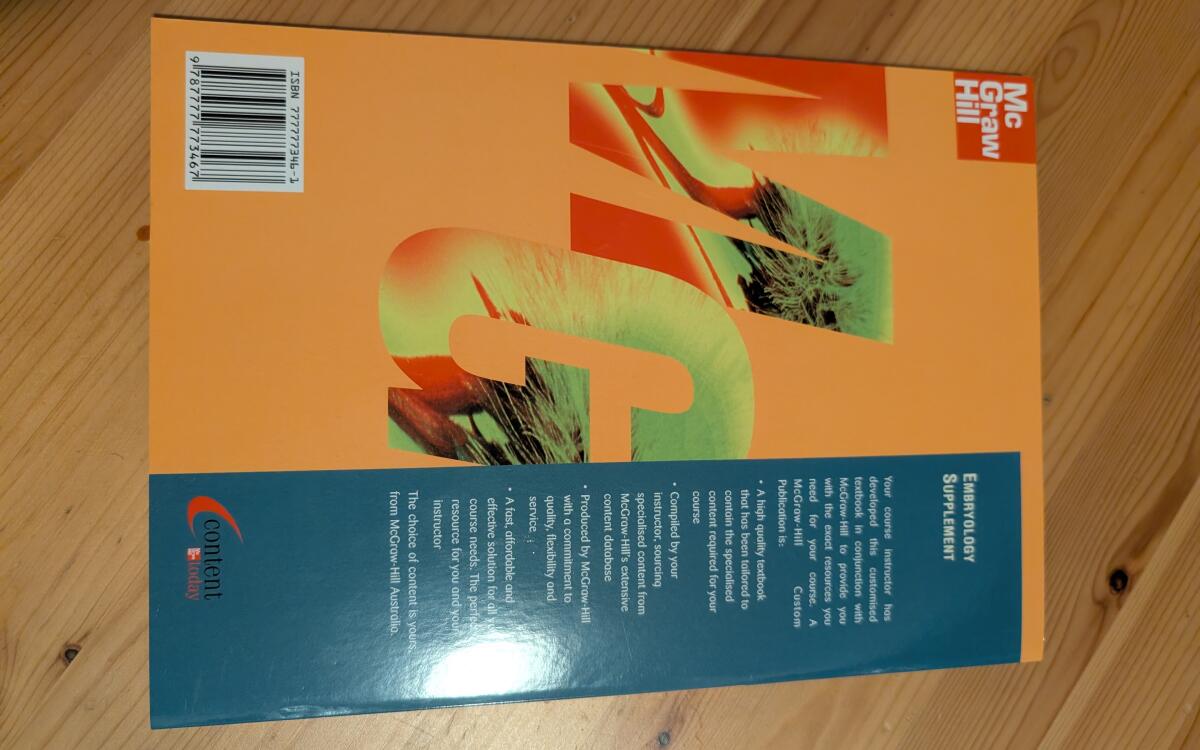 Mc
Graw
Hill
EMBRYOLOGY
SUPPLEMENT
Your course instructor has
developed this customised
textbook in conjunction with
McGraw-Hill to provide you
with the exact resources you
need for your course. A
McGraw-Hill Custom
Publication is:
• A high quality textbook
that has been tailored to
contain the specialised
content required for your
course
• Compiled by your
instructor, sourcing
specialised content from
McGraw-Hill's extensive
content database
• Produced by McGraw-Hill
with a commitment to
quality, flexibility and
service
• A fast, affordable and
effective solution for all
course needs. The perfect
resource for you and your
instructor
The choice of content is yours,
from McGraw-Hill Australia.
content
today
ISBN 777777346-1
9 787777 773467